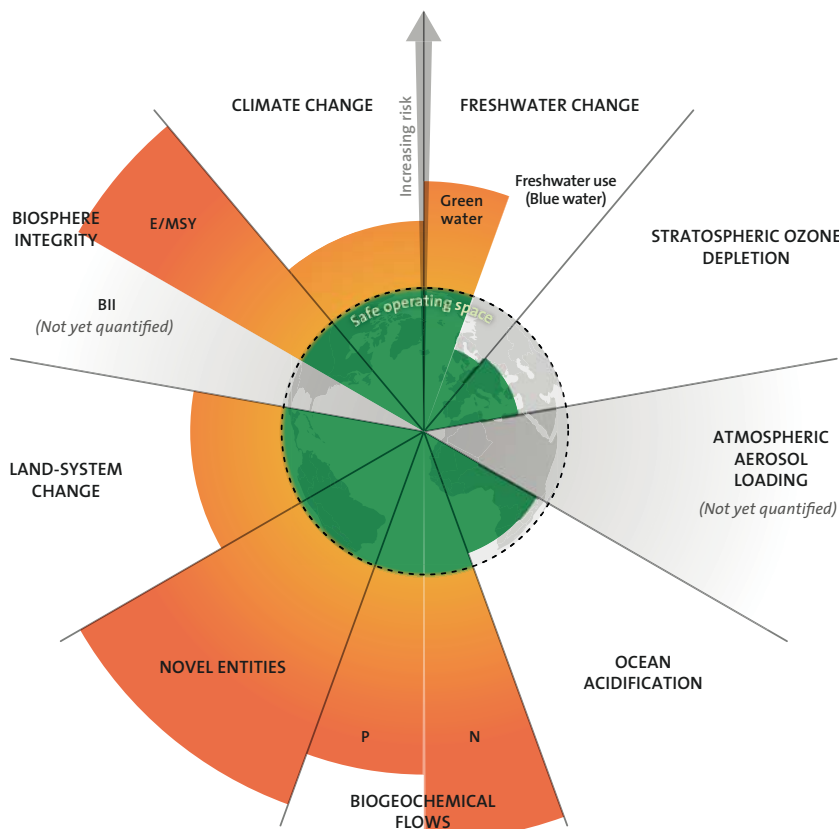 Increasing risk
CLIMATE CHANGE
FRESHWATER CHANGE
Green
water
Freshwater use
(Blue water)
STRATOSPHERIC OZONE
DEPLETION
ATMOSPHERIC
AEROSOL
LOADING
(Not yet quantified)
OCEAN
ACIDIFICATION
N
P
BIOGEOCHEMICAL
FLOWS
NOVEL ENTITIES
LAND-SYSTEM
CHANGE
BIOSPHERE
INTEGRITY
E/MSY
BII
(Not yet quantified)
Safe operating space